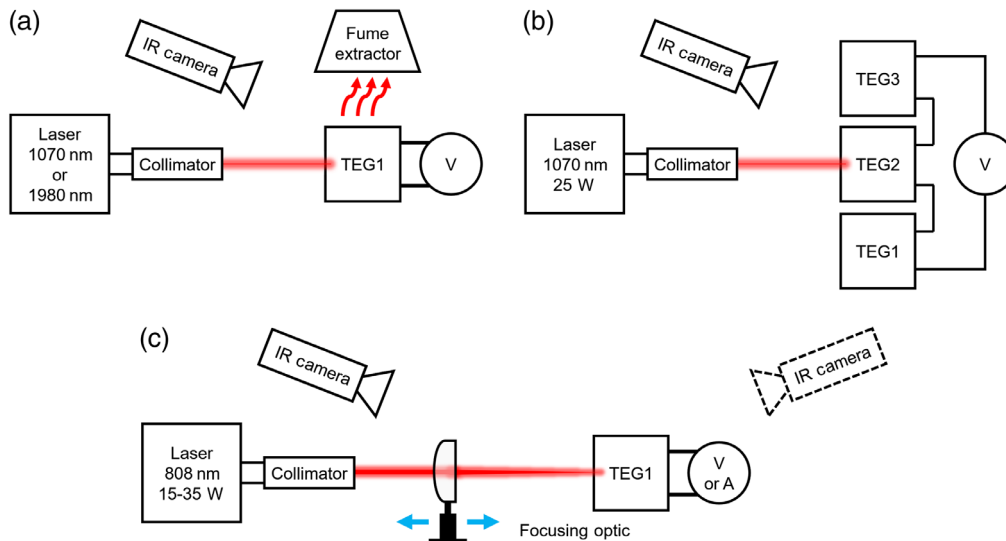 (a)
IR camera
Fume
extractor
Laser
1070 nm
or
1980 nm
Collimator
TEG1
V
(b)
IR camera
Laser
1070 nm
25 W
Collimator
TEG3
TEG2
TEG1
V
(c)
IR camera
IR camera
Laser
808 nm
15-35 W
Collimator
TEG1
V
or A
Focusing optic